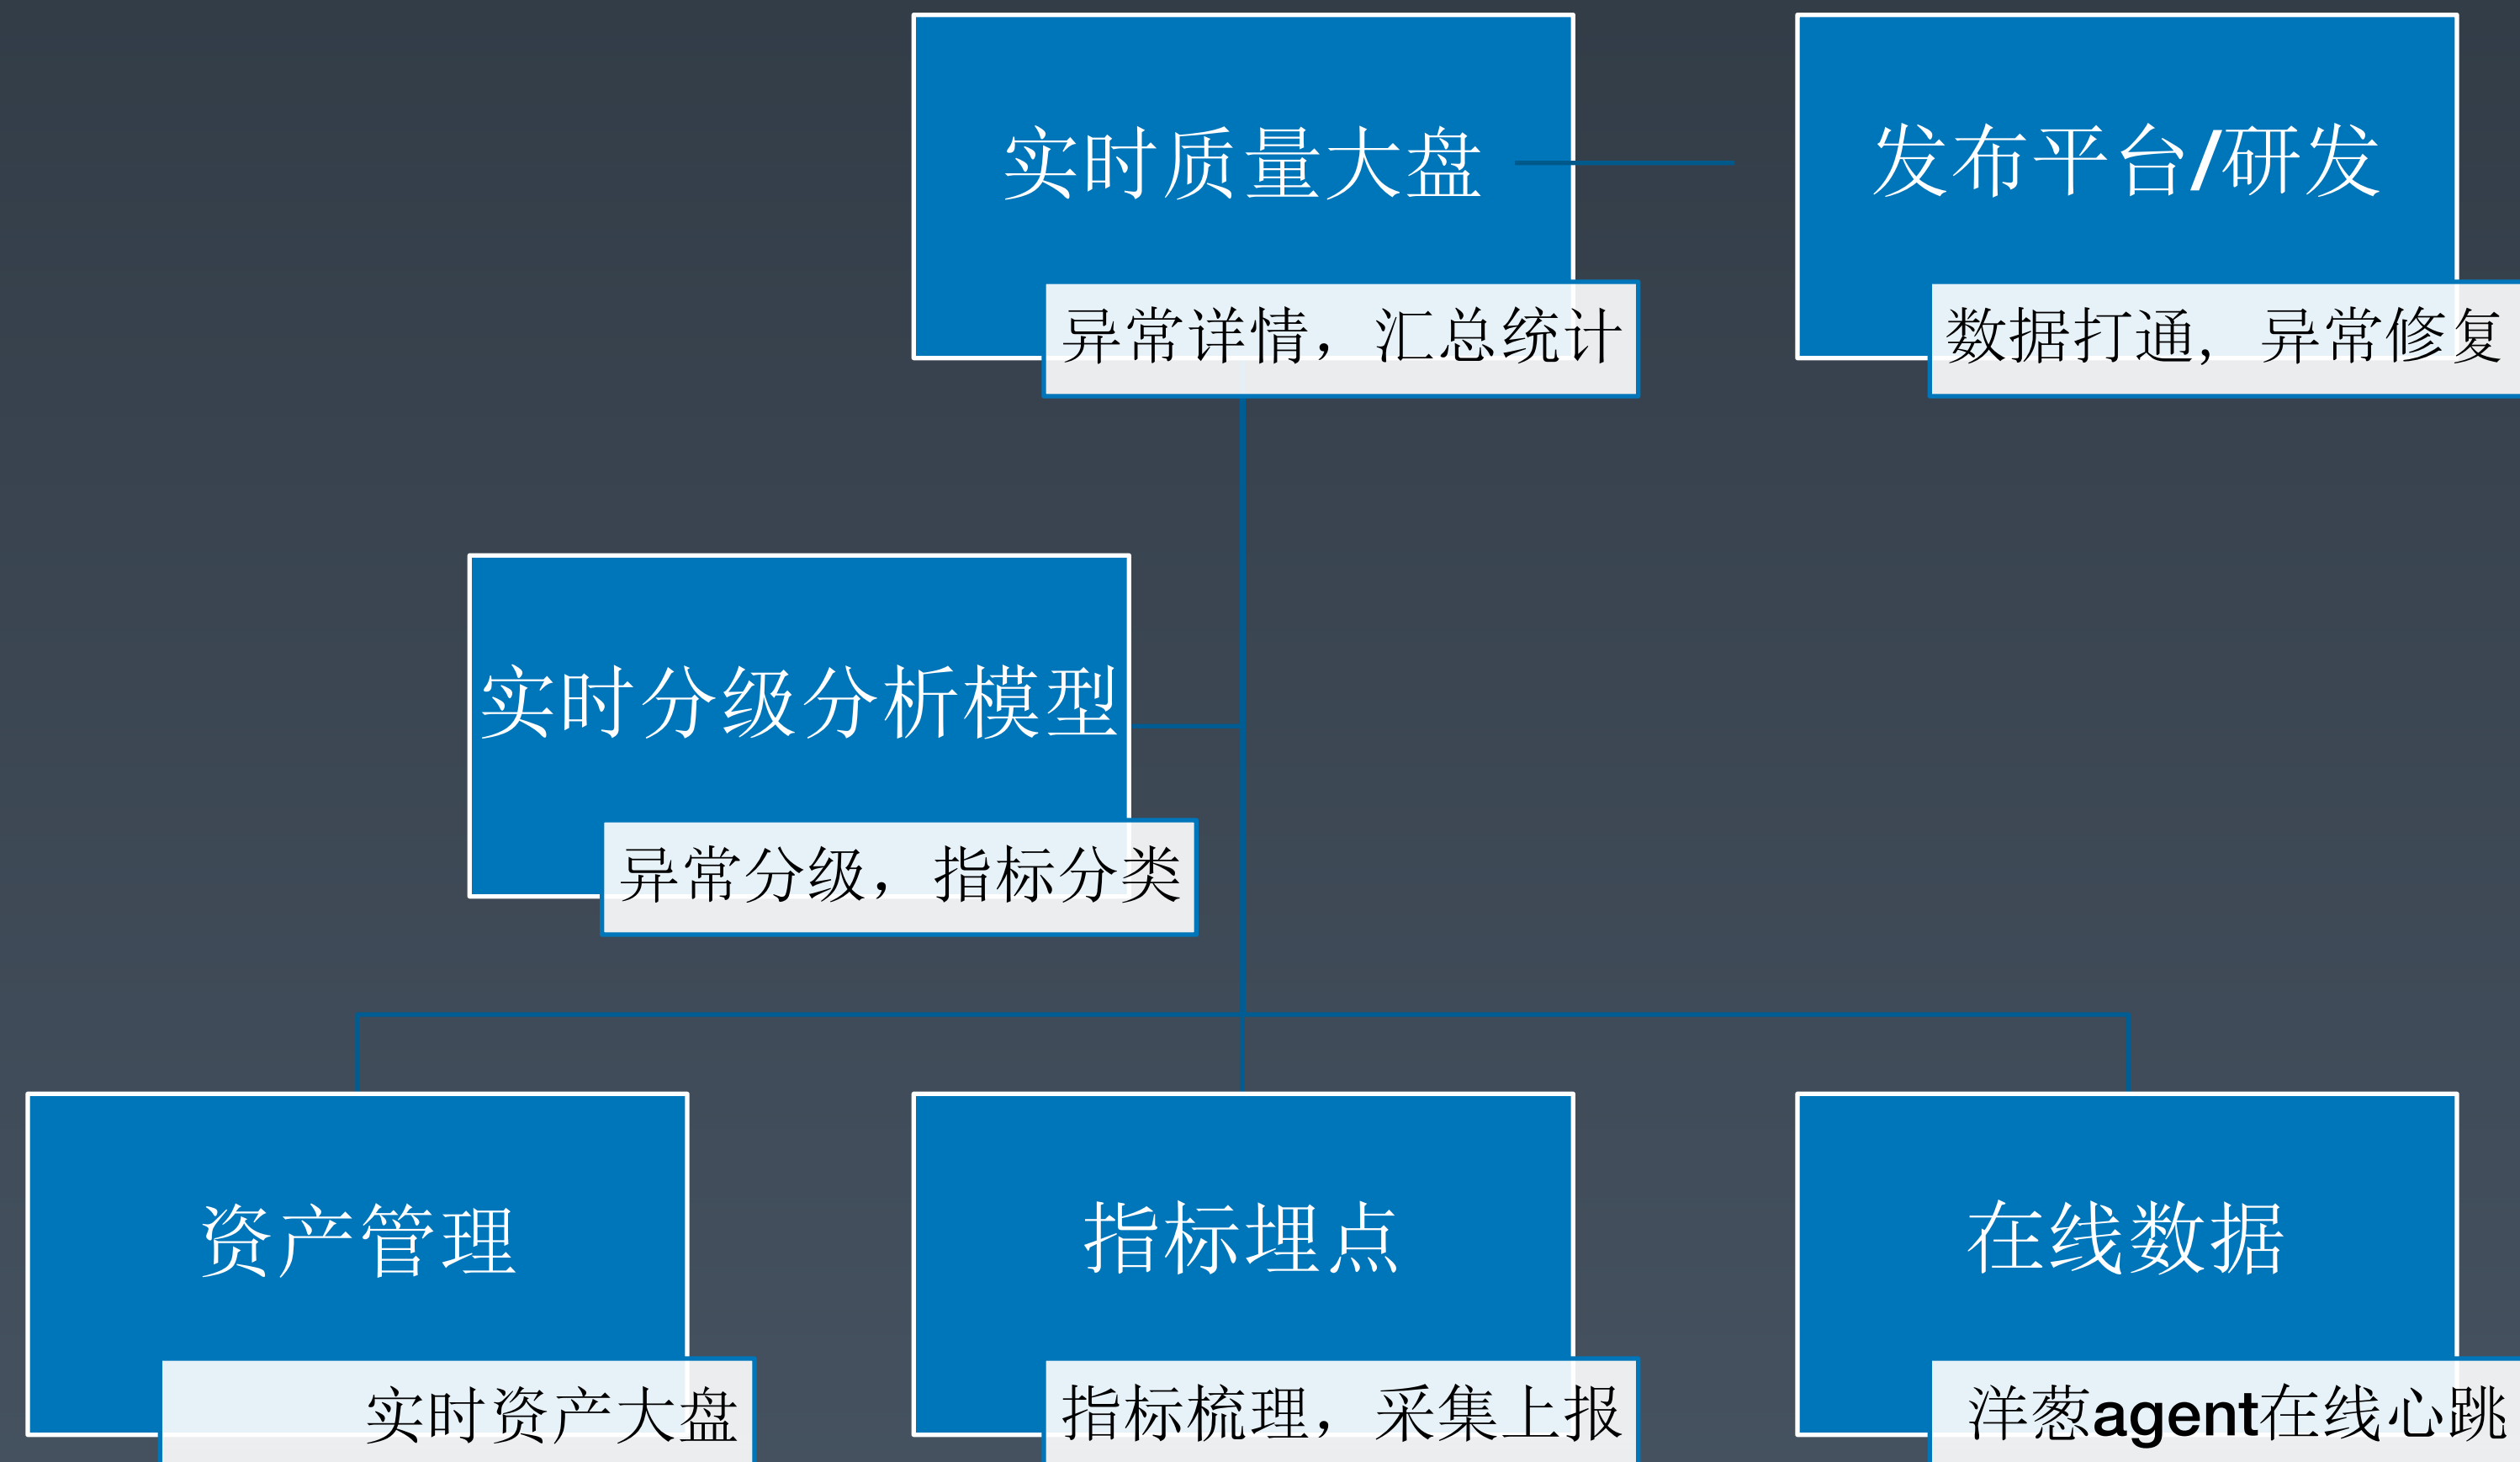 实时质量大盘
异常详情，汇总统计
发布平台/研发
数据打通，异常修复
实时分级分析模型
异常分级，指标分类
资产管理
实时资产大盘
指标埋点
指标梳理，采集上报
在线数据
洋葱agent在线心跳